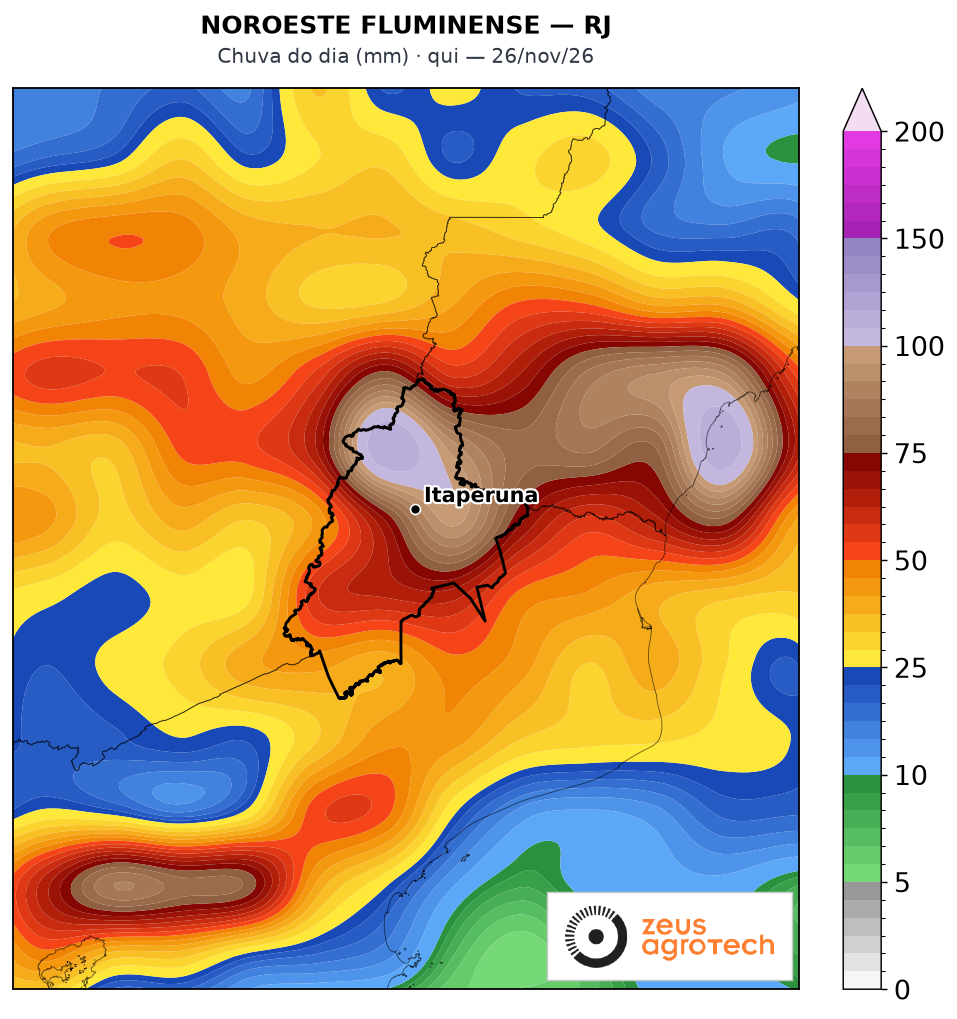 NOROESTE FLUMINENSE — RJ
Chuva do dia (mm) · qui — 26/nov/26
200
150
100
75
50
25
10
5
0
Itaperuna
zeus
agrotech